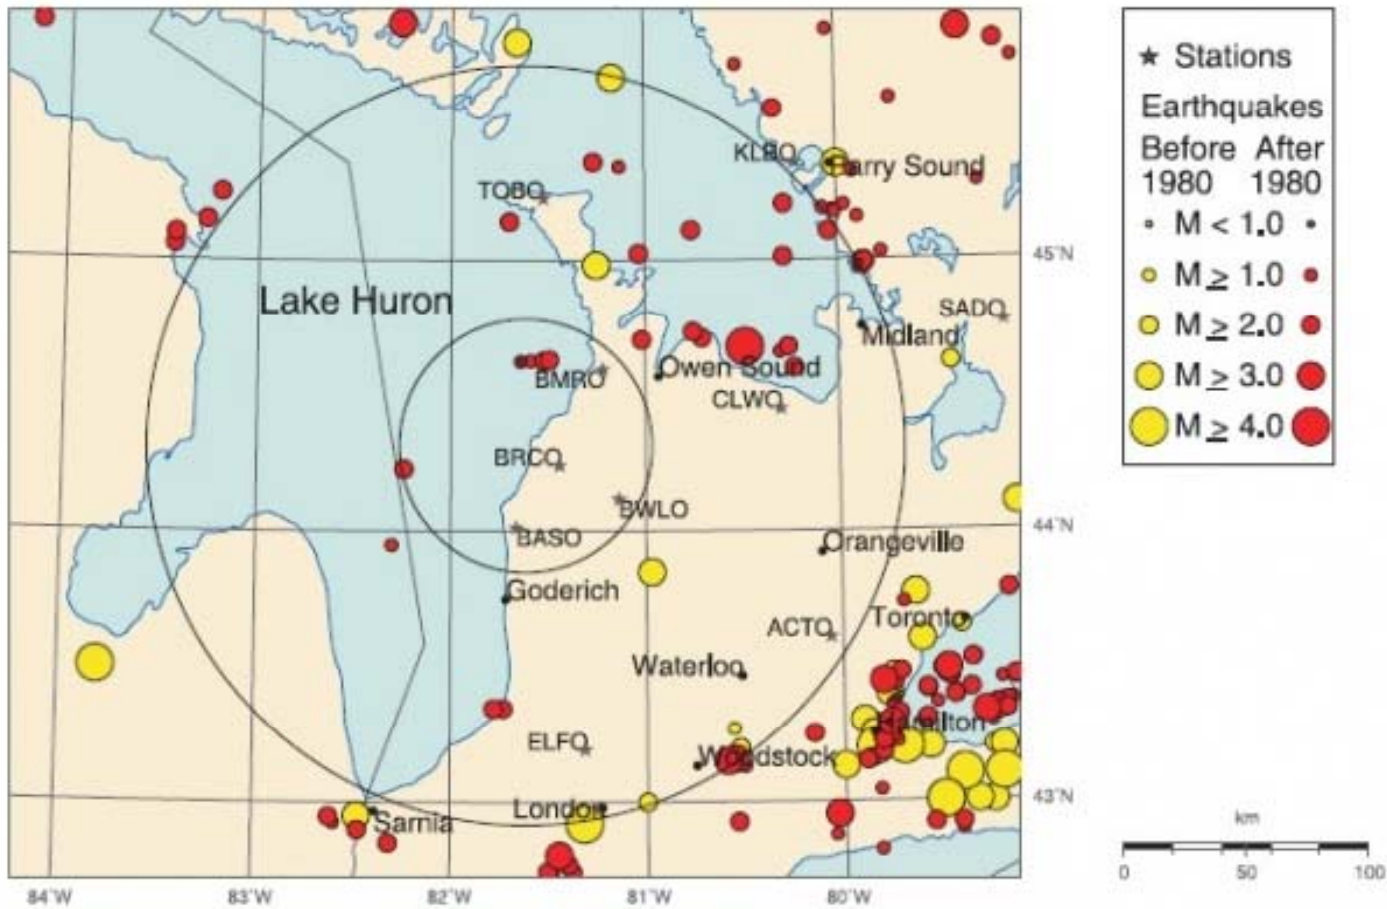 KLBO
Parry Sound
TOBO
45°N
Lake Huron
SADO
Midland
BMRO
Owen Sound
CLWO
BRCO
BWLO
44°N
BASO
Orangeville
Goderich
ACTO
Toronto
Waterloo
Hamilton
ELFO
Woodstock
43°N
London
Sarnia
84°W 83°W 82°W 81°W 80°W
Stations
Earthquakes
Before After
1980 1980
M < 1.0
M ≥ 1.0
M ≥ 2.0
M ≥ 3.0
M ≥ 4.0
km
0 50 100